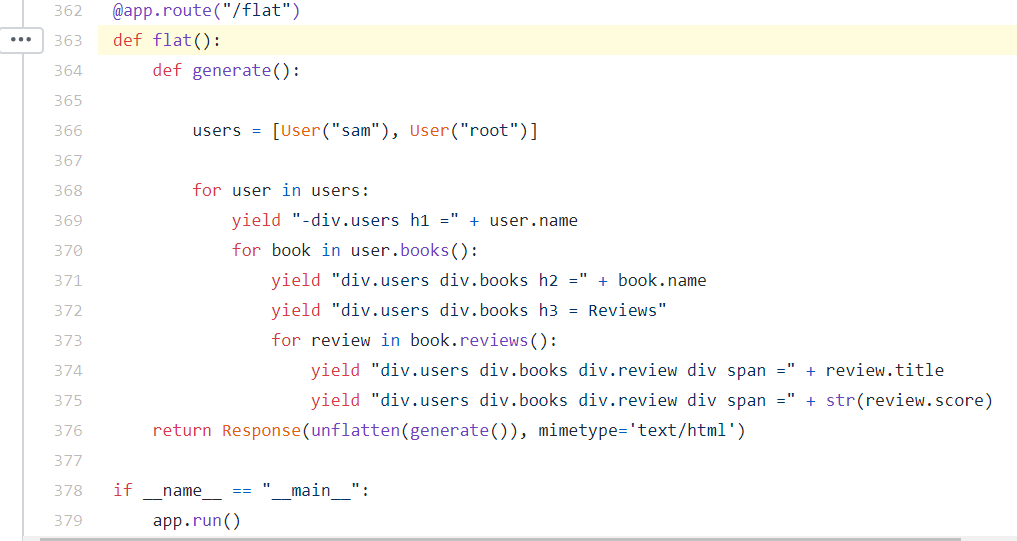 362 @app.route("/flat")
363 def flat():
364     def generate():
365
366         users = [User("sam"), User("root")]
367
368         for user in users:
369             yield "-div.users h1 =" + user.name
370             for book in user.books():
371                 yield "div.users div.books h2 =" + book.name
372                 yield "div.users div.books h3 = Reviews"
373                 for review in book.reviews():
374                     yield "div.users div.books div.review div span =" + review.title
375                     yield "div.users div.books div.review div span =" + str(review.score)
376     return Response(unflatten(generate()), mimetype='text/html')
377
378 if __name__ == "__main__":
379     app.run()